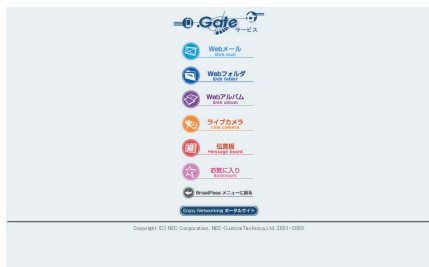 .Gate
サービス
Webメール
Web mail
Webフォルダ
Web folder
Webアルバム
Web album
ライブカメラ
Live camera
伝言板
Message board
お気に入り
Bookmark
BroadPass メニューに戻る
Enjoy Networking ポータルサイト
Copyright (C) NEC Corporation, NEC CustomTechnica,Ltd 2001-2003